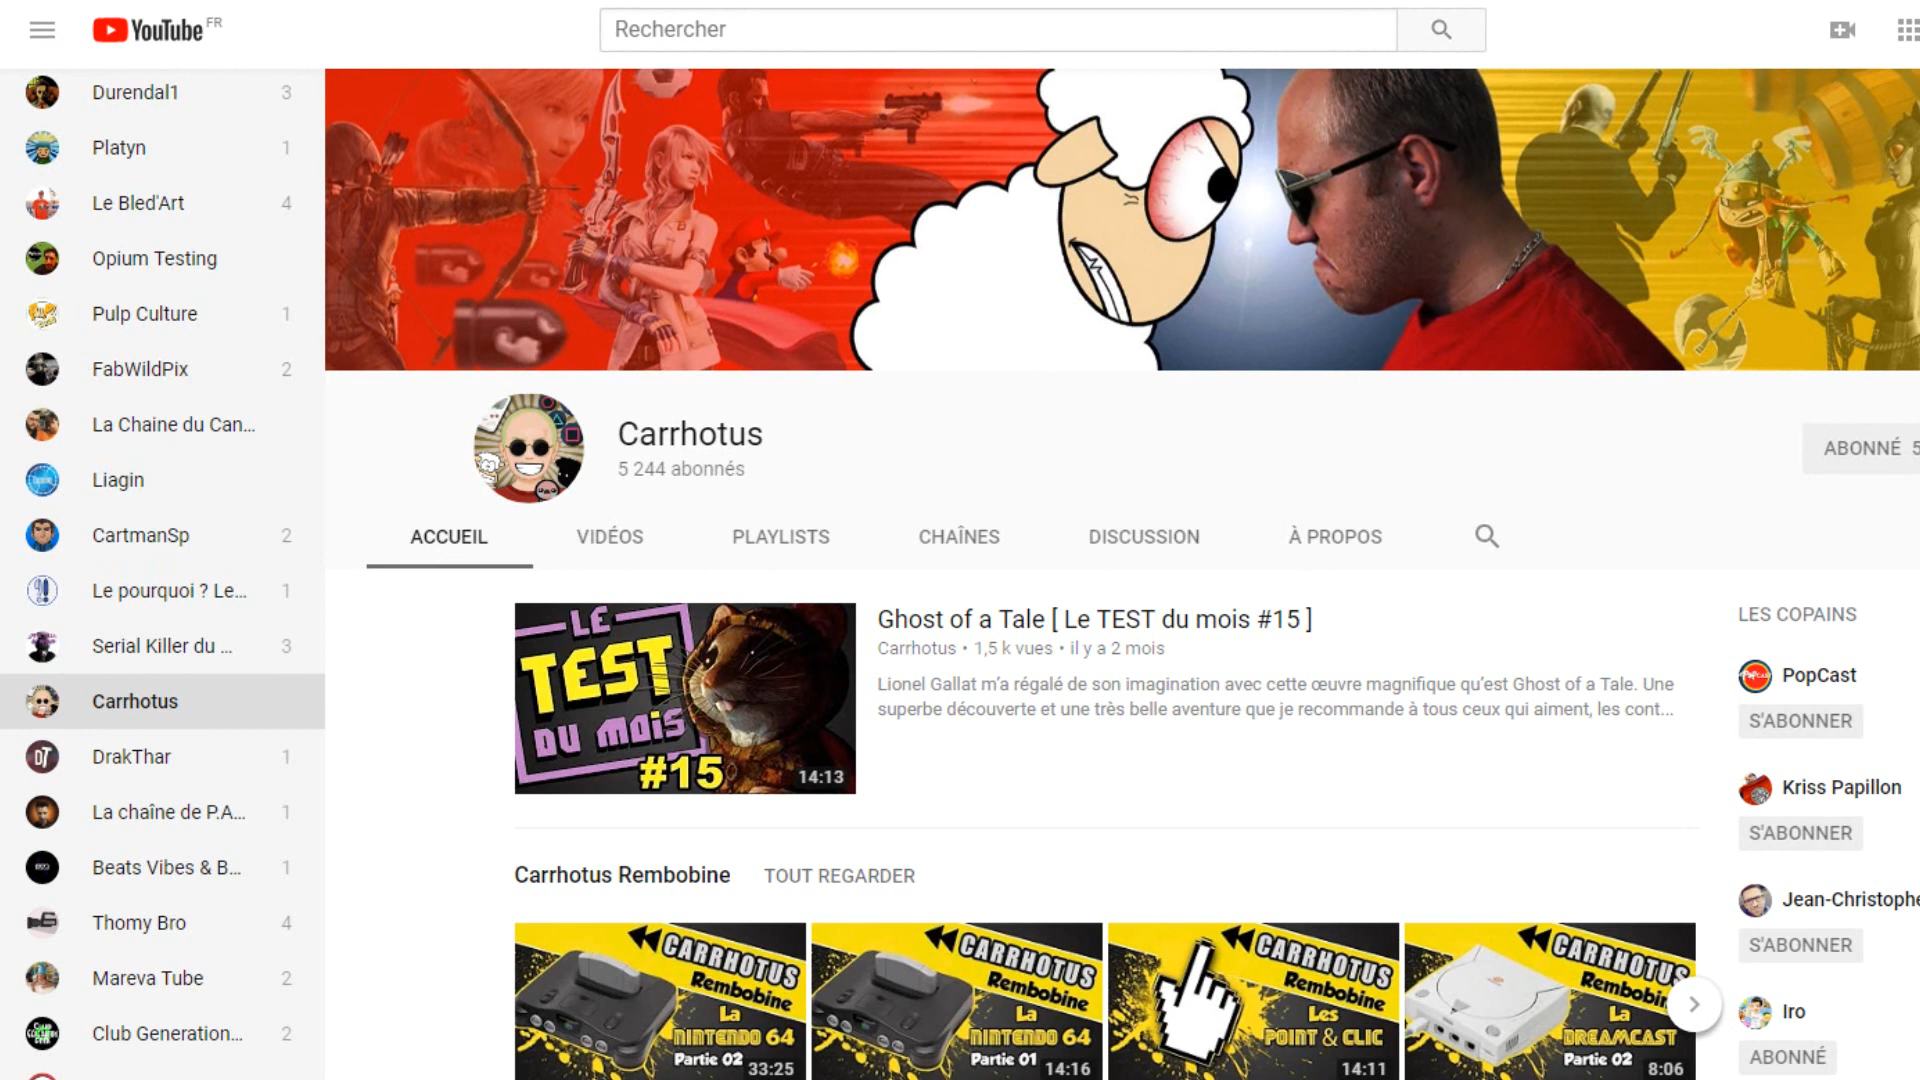 YouTube FR
Rechercher
Durendal1 3
Platyn 1
Le Bled'Art 4
Opium Testing
Pulp Culture 1
FabWildPix 2
La Chaine du Can...
Liagin
CartmanSp 2
Le pourquoi ? Le... 1
Serial Killer du ... 3
Carrhotus
DrakThar 1
La chaîne de P.A... 1
Beats Vibes & B... 1
Thomy Bro 4
Mareva Tube 2
Club Generation... 2
Carrhotus
5 244 abonnés
ABONNÉ 5
ACCUEIL
VIDÉOS
PLAYLISTS
CHAÎNES
DISCUSSION
À PROPOS
LE
TEST
DU MOIS
#15
14:13
Ghost of a Tale [ Le TEST du mois #15 ]
Carrhotus • 1,5 k vues • il y a 2 mois
Lionel Gallat m'a régalé de son imagination avec cette œuvre magnifique qu'est Ghost of a Tale. Une
superbe découverte et une très belle aventure que je recommande à tous ceux qui aiment, les cont...
LES COPAINS
PopCast
S'ABONNER
Kriss Papillon
S'ABONNER
Jean-Christophe
S'ABONNER
Iro
ABONNÉ
Carrhotus Rembobine
TOUT REGARDER
CARRHOTUS
Rembobine
La
NINTENDO 64
Partie 02
33:25
CARRHOTUS
Rembobine
La
NINTENDO 64
Partie 01
14:16
CARRHOTUS
Rembobine
Les
POINT & CLIC
14:11
CARRHOTUS
Rembobin
La
DREAMCAST
Partie 02
8:06